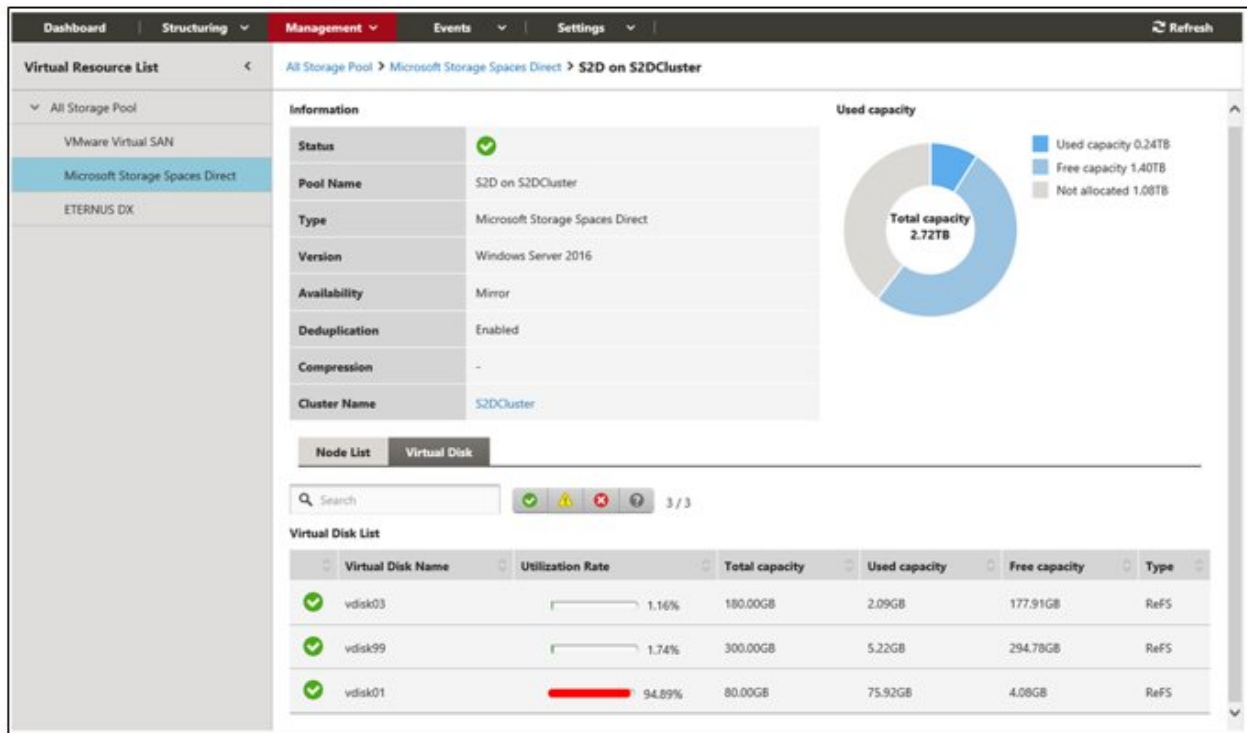 Dashboard | Structuring Management Events | Settings | Refresh
Virtual Resource List
All Storage Pool > Microsoft Storage Spaces Direct > S2D on S2DCluster
All Storage Pool
VMware Virtual SAN
Microsoft Storage Spaces Direct
ETERNUS DX
Information
Status
Pool Name S2D on S2DCluster
Type Microsoft Storage Spaces Direct
Version Windows Server 2016
Availability Mirror
Deduplication Enabled
Compression -
Cluster Name S2DCluster
Used capacity
Used capacity 0.24TB
Free capacity 1.40TB
Not allocated 1.08TB
Total capacity
2.72TB
Node List Virtual Disk
Search 3 / 3
Virtual Disk List
Virtual Disk Name Utilization Rate Total capacity Used capacity Free capacity Type
vdisk03 1.16% 180.00GB 2.09GB 177.91GB ReFS
vdisk99 1.74% 300.00GB 5.22GB 294.78GB ReFS
vdisk01 94.89% 80.00GB 75.92GB 4.08GB ReFS